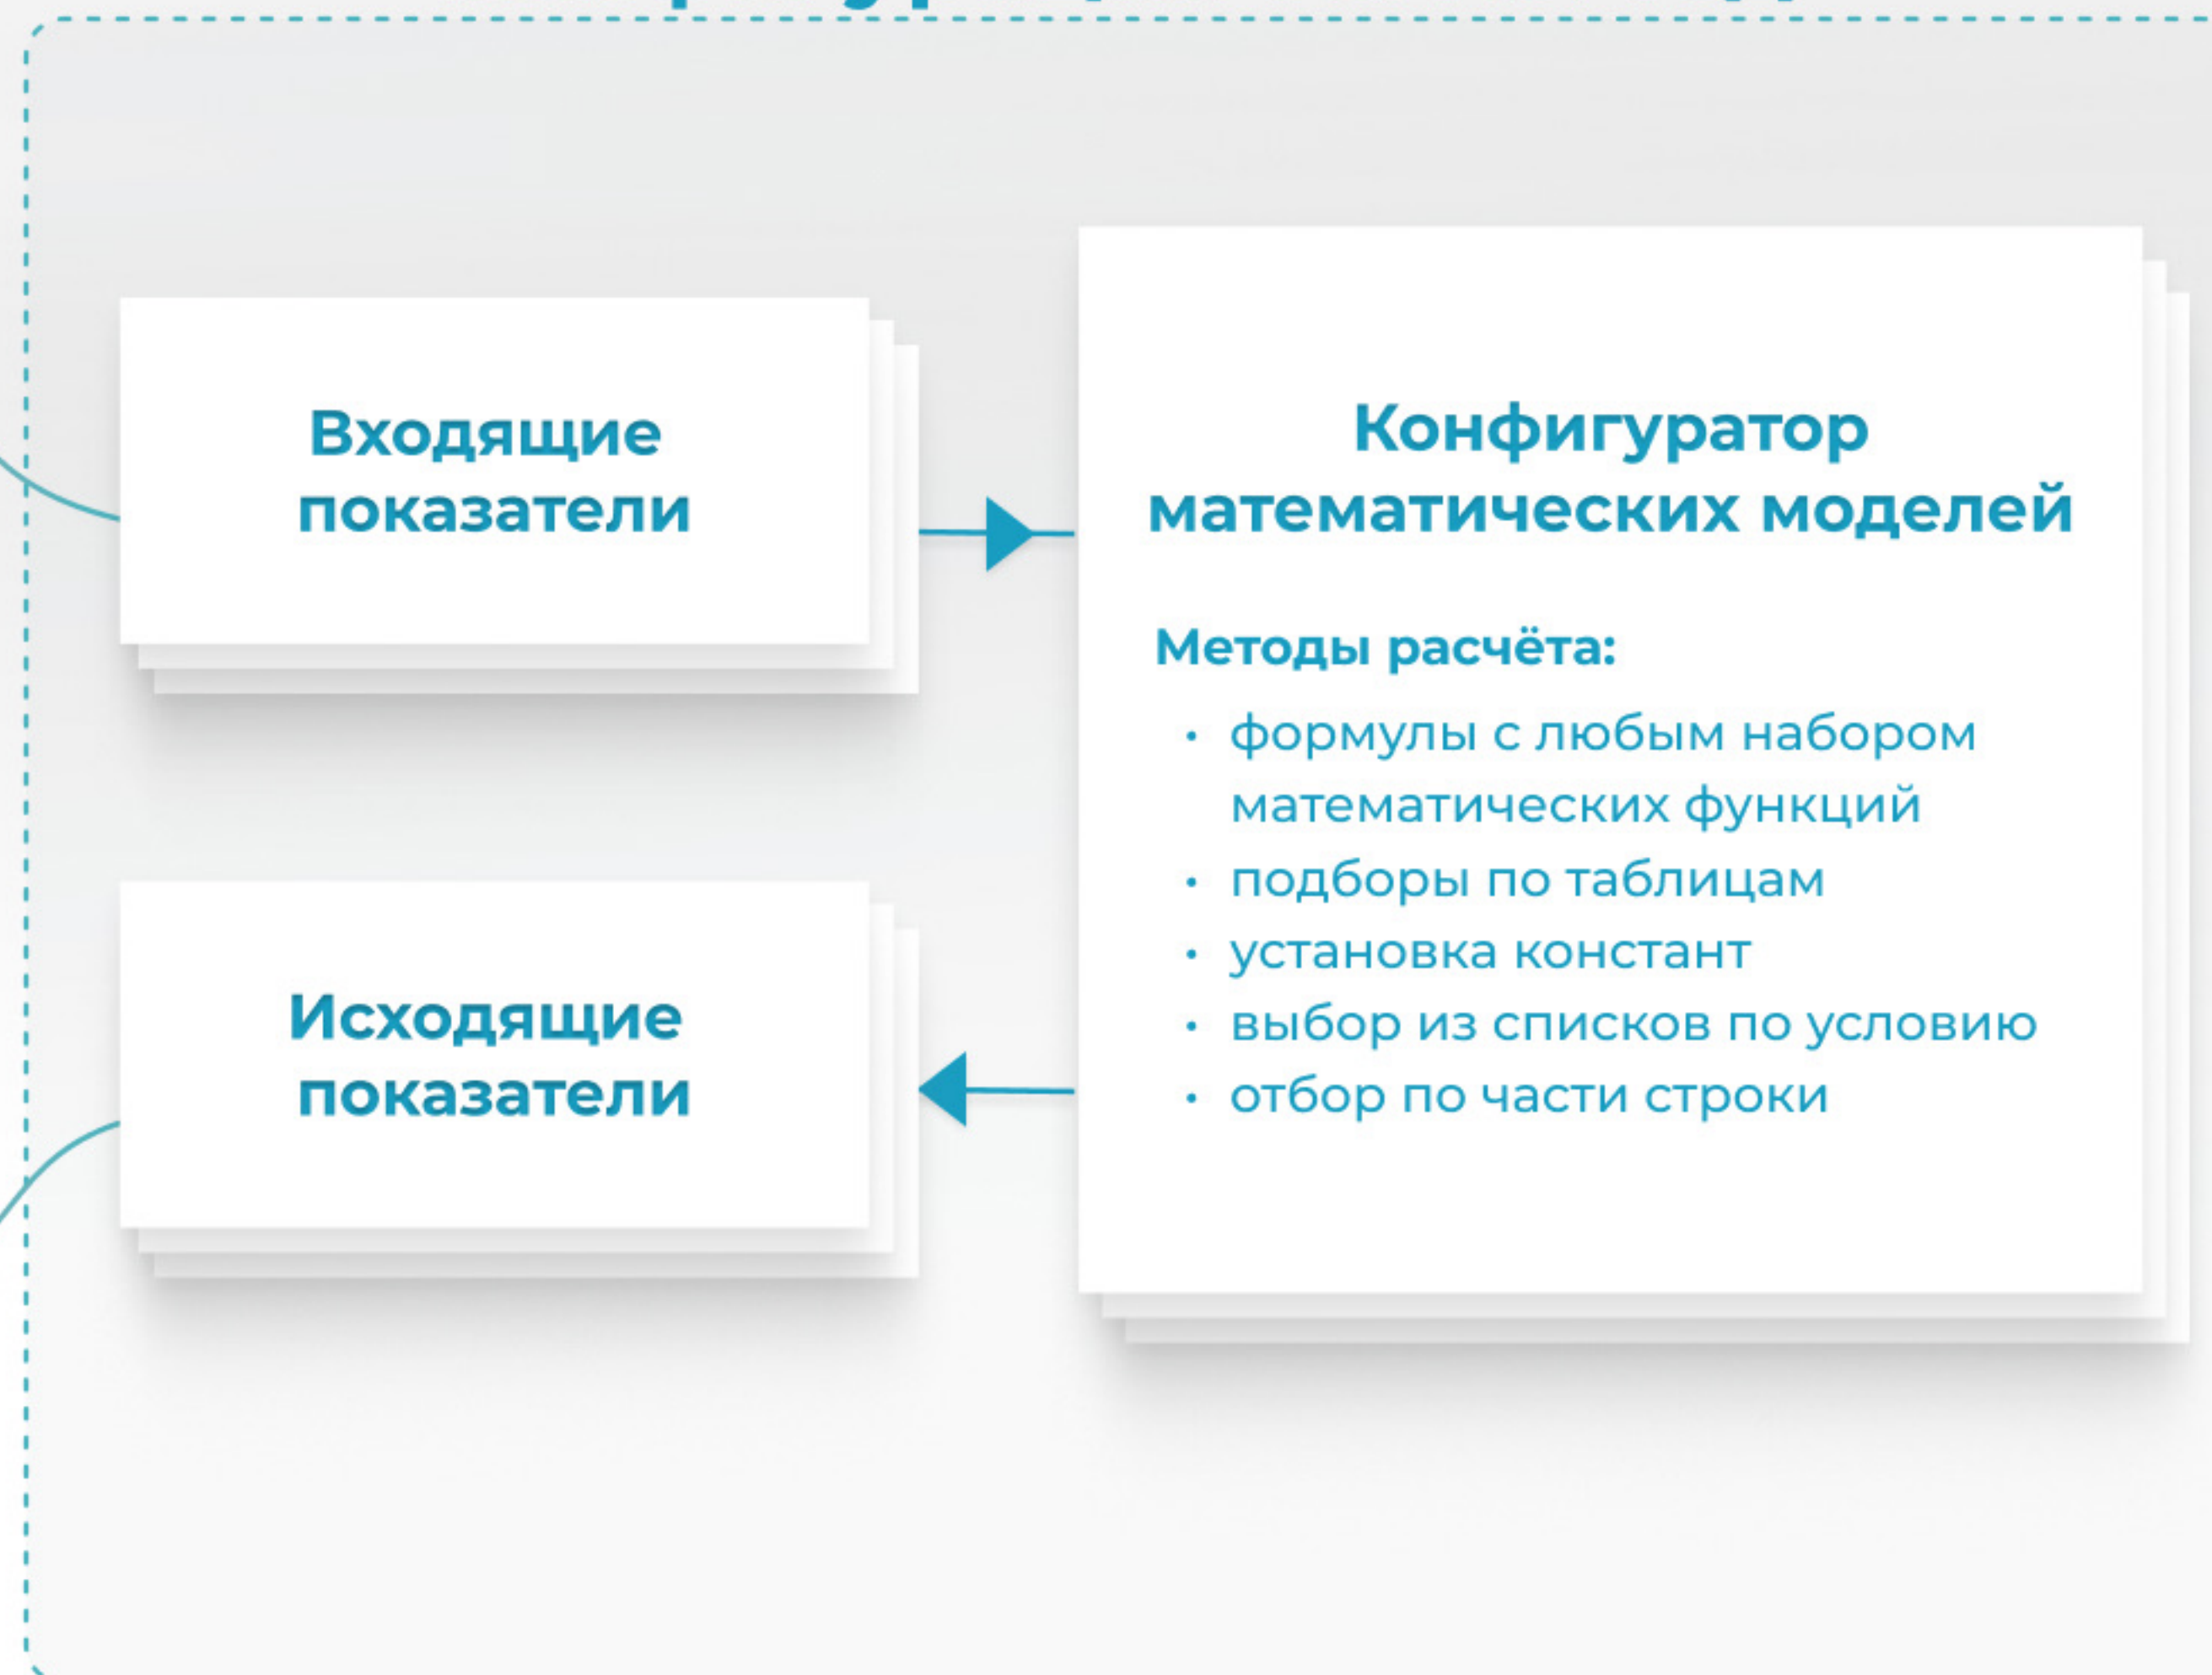 Входящие
показатели
Конфигуратор
математических моделей
Методы расчёта:
• формулы с любым набором
математических функций
• подборы по таблицам
• установка констант
• выбор из списков по условию
• отбор по части строки
Исходящие
показатели